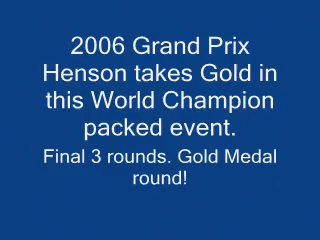 2006 Grand Prix
Henson takes Gold in
this World Champion
packed event.
Final 3 rounds. Gold Medal
round!